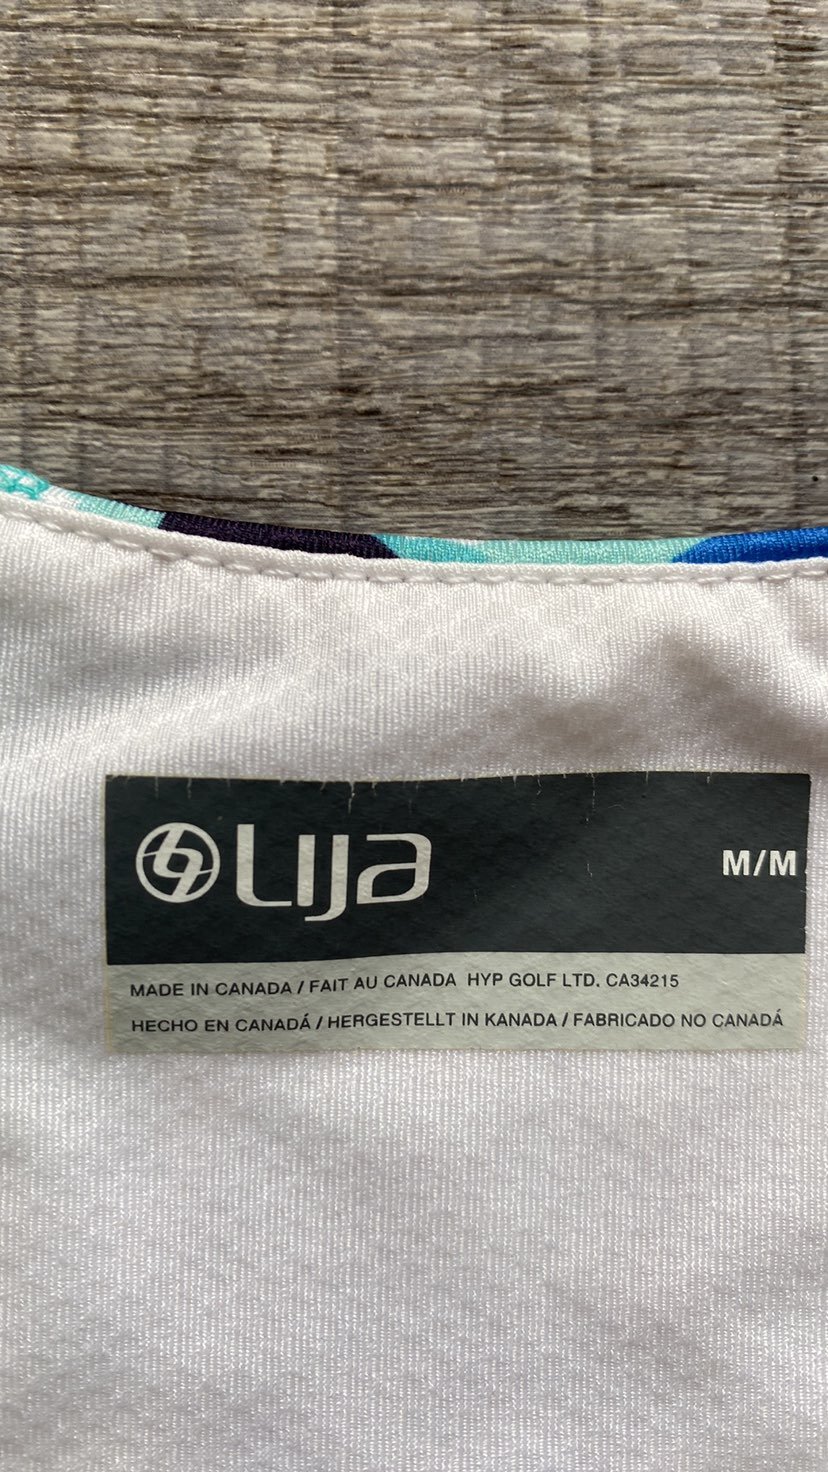 Lija
M/M
MADE IN CANADA / FAIT AU CANADA HYP GOLF LTD. CA34215
HECHO EN CANADÁ / HERGESTELLT IN KANADA / FABRICADO NO CANADÁ